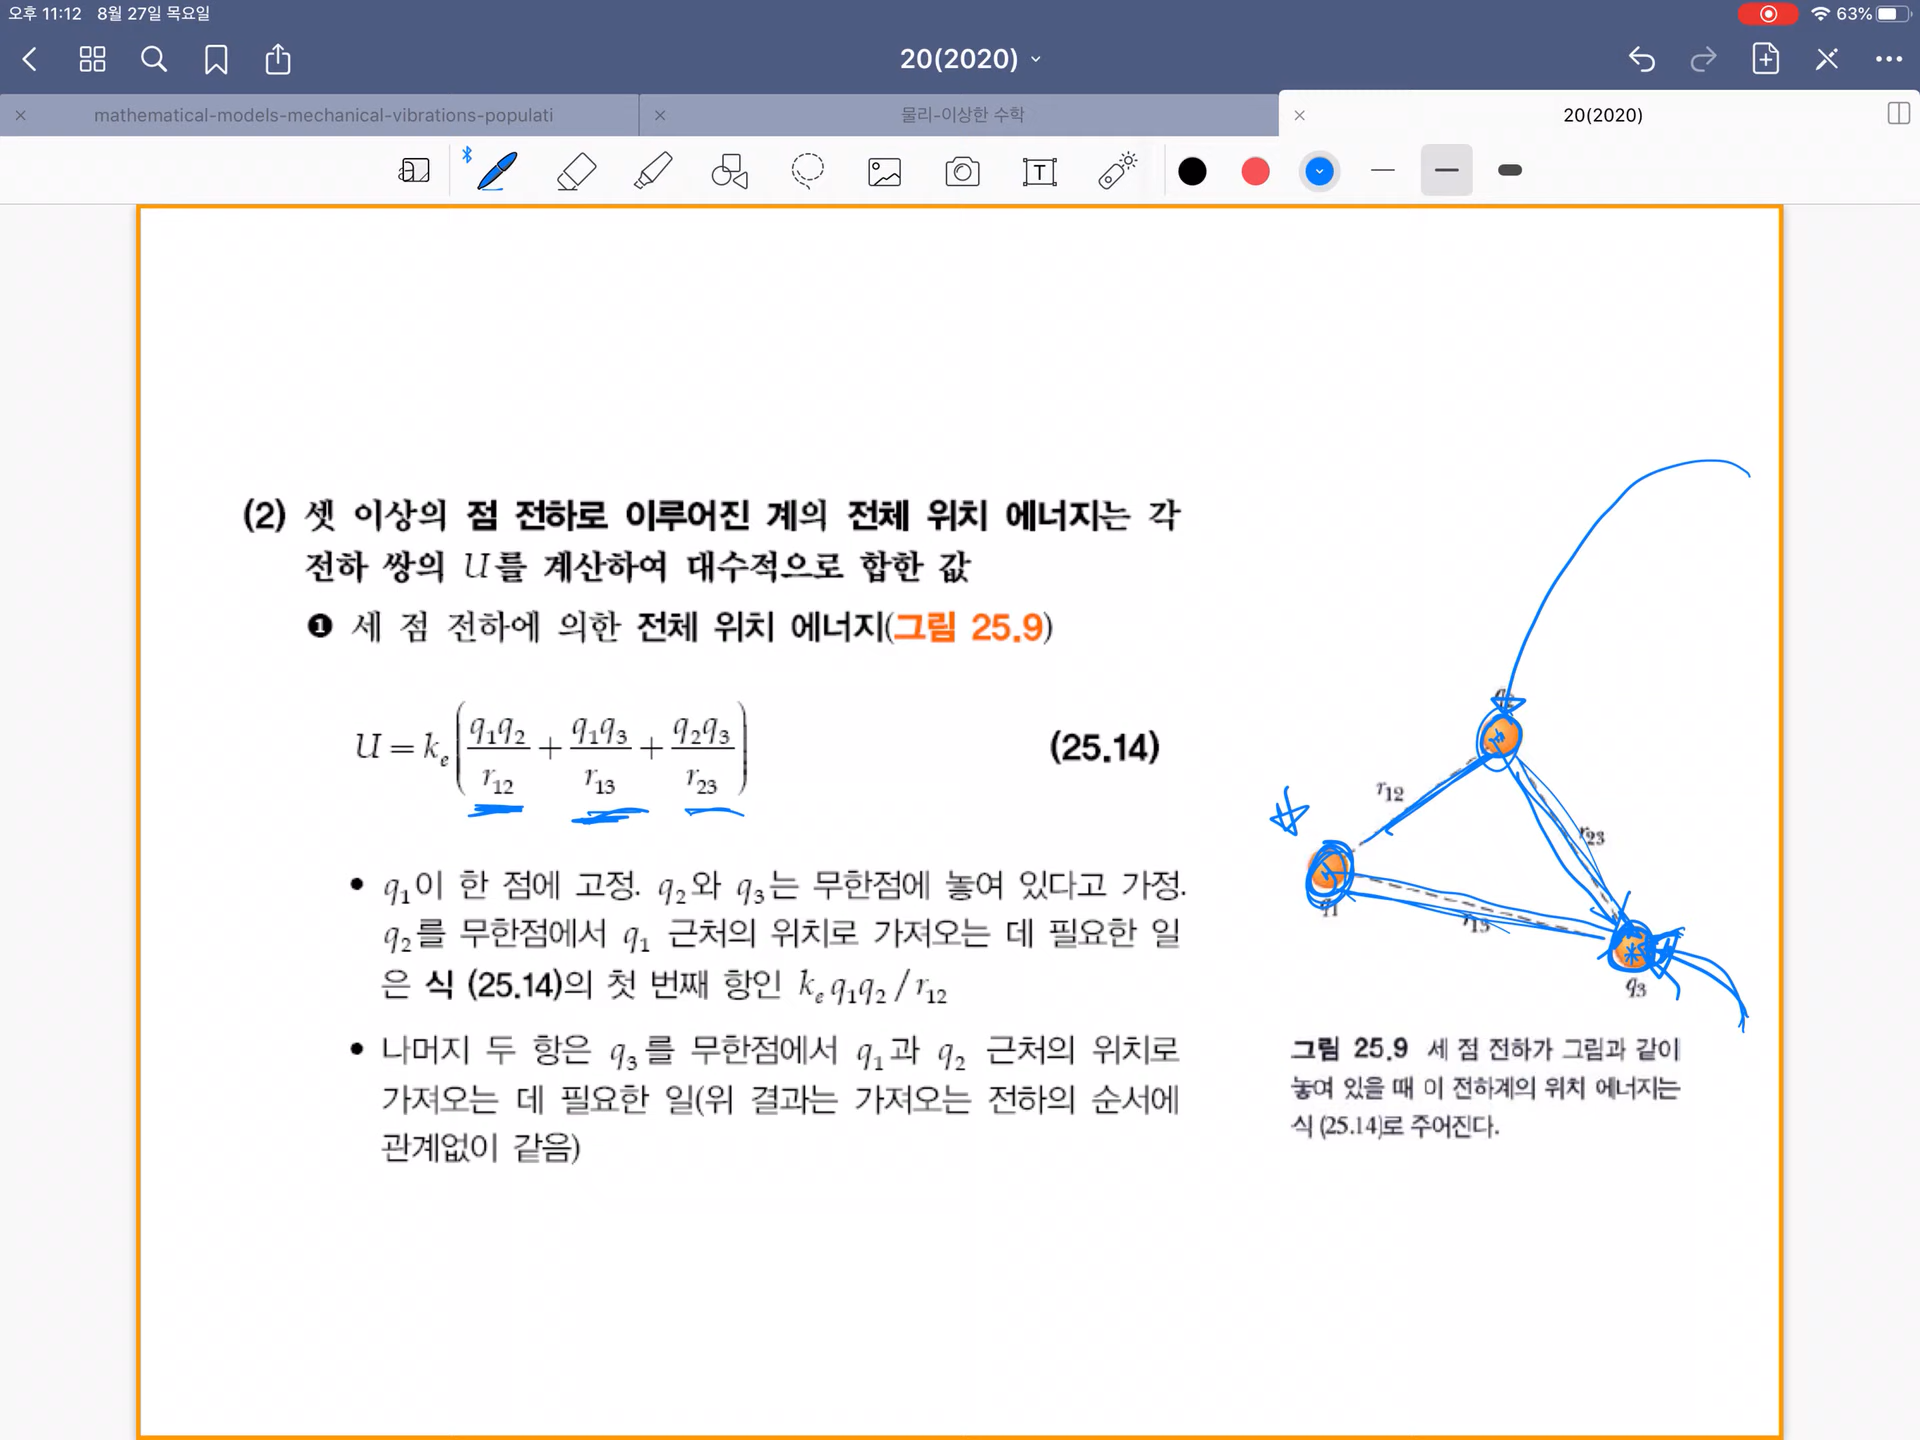 오후 11:12 8월 27일 목요일
63%
20(2020)
mathematical-models-mechanical-vibrations-populati
물리-이상한 수학
20(2020)
(2) 셋 이상의 점 전하로 이루어진 계의 전체 위치 에너지는 각
전하 쌍의 U를 계산하여 대수적으로 합한 값
❶ 세 점 전하에 의한 전체 위치 에너지(그림 25.9)
U = kₑ(q₁q₂/r₁₂ + q₁q₃/r₁₃ + q₂q₃/r₂₃) (25.14)
• q₁이 한 점에 고정. q₂와 q₃는 무한점에 놓여 있다고 가정.
q₂를 무한점에서 q₁ 근처의 위치로 가져오는 데 필요한 일
은 식 (25.14)의 첫 번째 항인 kₑq₁q₂/r₁₂
• 나머지 두 항은 q₃를 무한점에서 q₁과 q₂ 근처의 위치로
가져오는 데 필요한 일(위 결과는 가져오는 전하의 순서에
관계없이 같음)
r₁₂
r₂₃
q₁
r₁₃
q₃
그림 25.9 세 점 전하가 그림과 같이
놓여 있을 때 이 전하계의 위치 에너지는
식 (25.14)로 주어진다.